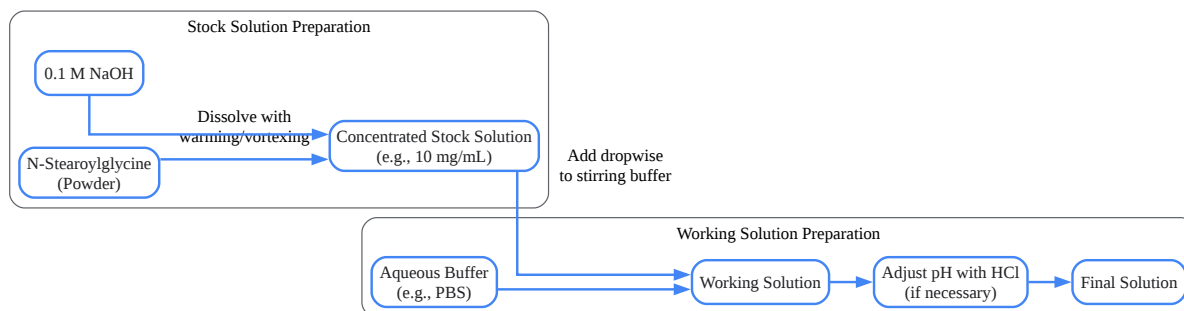 Stock Solution Preparation
0.1 M NaOH
Dissolve with
warming/vortexing
N-Stearoylglycine
(Powder)
Concentrated Stock Solution
(e.g., 10 mg/mL)
Add dropwise
to stirring buffer
Working Solution Preparation
Aqueous Buffer
(e.g., PBS)
Working Solution
Adjust pH with HCl
(if necessary)
Final Solution